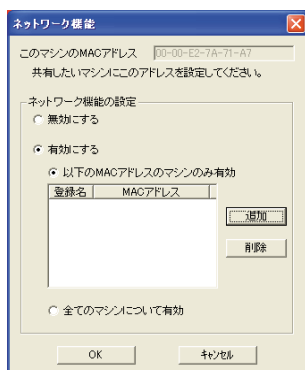 ネットワーク機能
このマシンのMACアドレス 00-00-E2-7A-71-A7
共有したいマシンにこのアドレスを設定してください。
ネットワーク機能の設定
無効にする
有効にする
以下のMACアドレスのマシンのみ有効
登録名 MACアドレス
追加
削除
全てのマシンについて有効
OK キャンセル